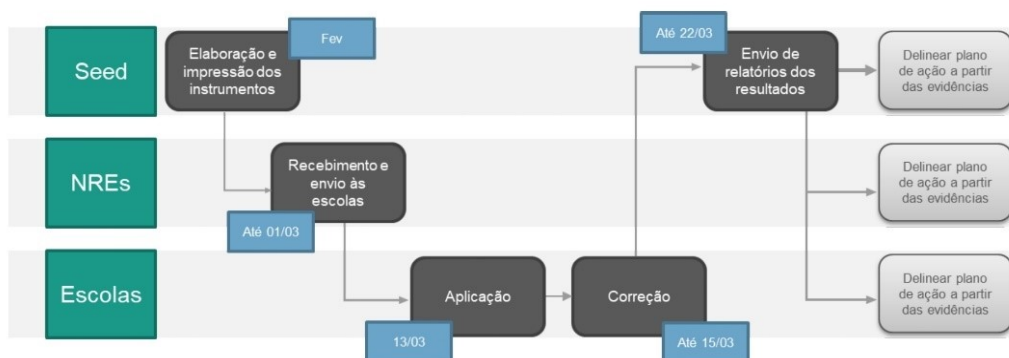 Seed
Elaboração e
impressão dos
instrumentos
Fev
Até 22/03
Envio de
relatórios dos
resultados
Delinear plano
de ação a partir
das evidências
NREs
Recebimento e
envio às
escolas
Até 01/03
Delinear plano
de ação a partir
das evidências
Escolas
Aplicação
13/03
Correção
Até 15/03
Delinear plano
de ação a partir
das evidências